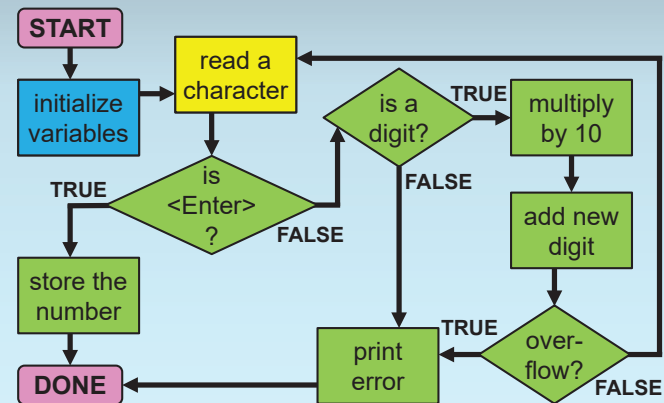 START
initialize
variables
read a
character
is
<Enter>
?
TRUE
FALSE
store the
number
DONE
is a
digit?
TRUE
FALSE
multiply
by 10
add new
digit
over-
flow?
TRUE
FALSE
print
error